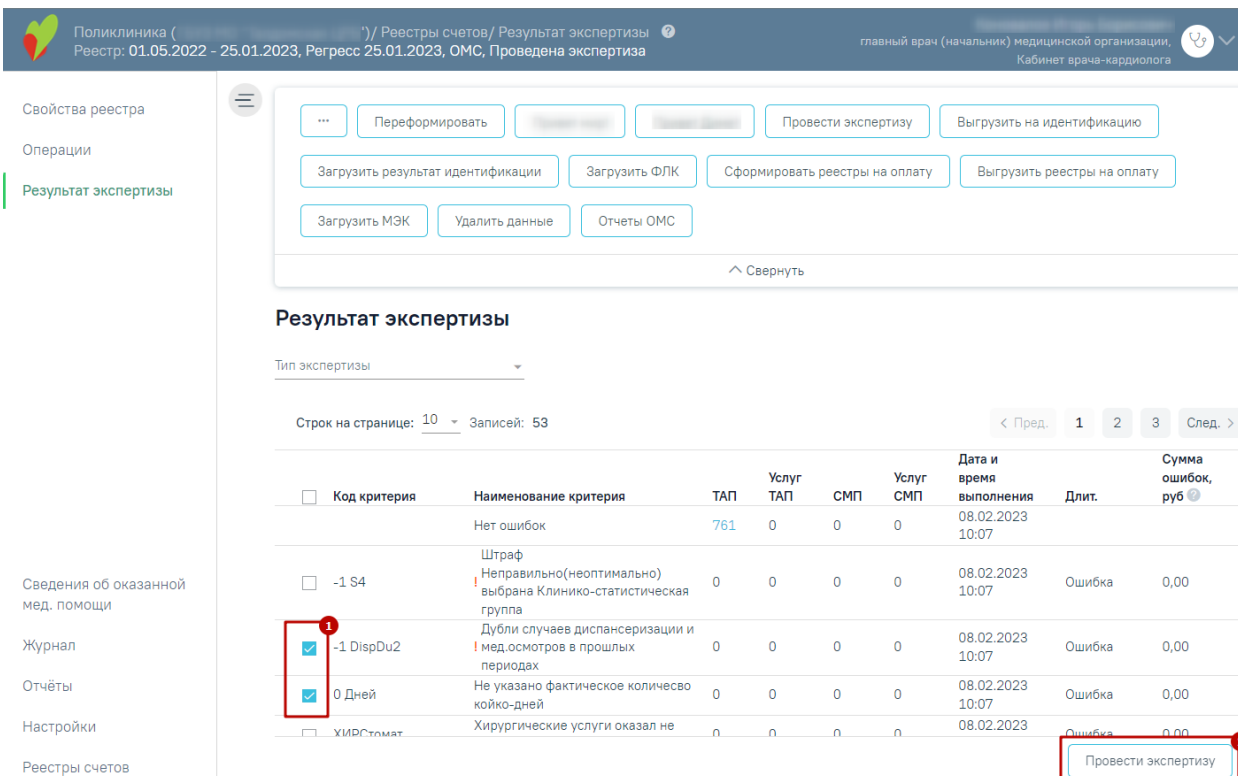 Поликлиника ( ')/ Реестры счетов/ Результат экспертизы ?
Реестр: 01.05.2022 - 25.01.2023, Регресс 25.01.2023, ОМС, Проведена экспертиза
главный врач (начальник) медицинской организации,
Кабинет врача-кардиолога
Свойства реестра
Операции
Результат экспертизы
Сведения об оказанной
мед. помощи
Журнал
Отчёты
Настройки
Реестры счетов
... Переформировать Провести экспертизу Выгрузить на идентификацию
Загрузить результат идентификации Загрузить ФЛК Сформировать реестры на оплату Выгрузить реестры на оплату
Загрузить МЭК Удалить данные Отчеты ОМС
Свернуть
Результат экспертизы
Тип экспертизы
Строк на странице: 10 Записей: 53 < Пред. 1 2 3 След. >
Код критерия Наименование критерия ТАП Услуг ТАП СМП Услуг СМП Дата и время выполнения Длит. Сумма ошибок, руб ?
Нет ошибок 761 0 0 0 08.02.2023 10:07
-1 S4 ! Штраф Неправильно(неоптимально) выбрана Клинико-статистическая группа 0 0 0 0 08.02.2023 10:07 Ошибка 0,00
1
-1 DispDu2 ! Дубли случаев диспансеризации и мед.осмотров в прошлых периодах 0 0 0 0 08.02.2023 10:07 Ошибка 0,00
0 Дней Не указано фактическое количесво койко-дней 0 0 0 0 08.02.2023 10:07 Ошибка 0,00
ХИРСтомат Хирургические услуги оказал не 0 0 0 0 08.02.2023 Ошибка 0,00
Провести экспертизу